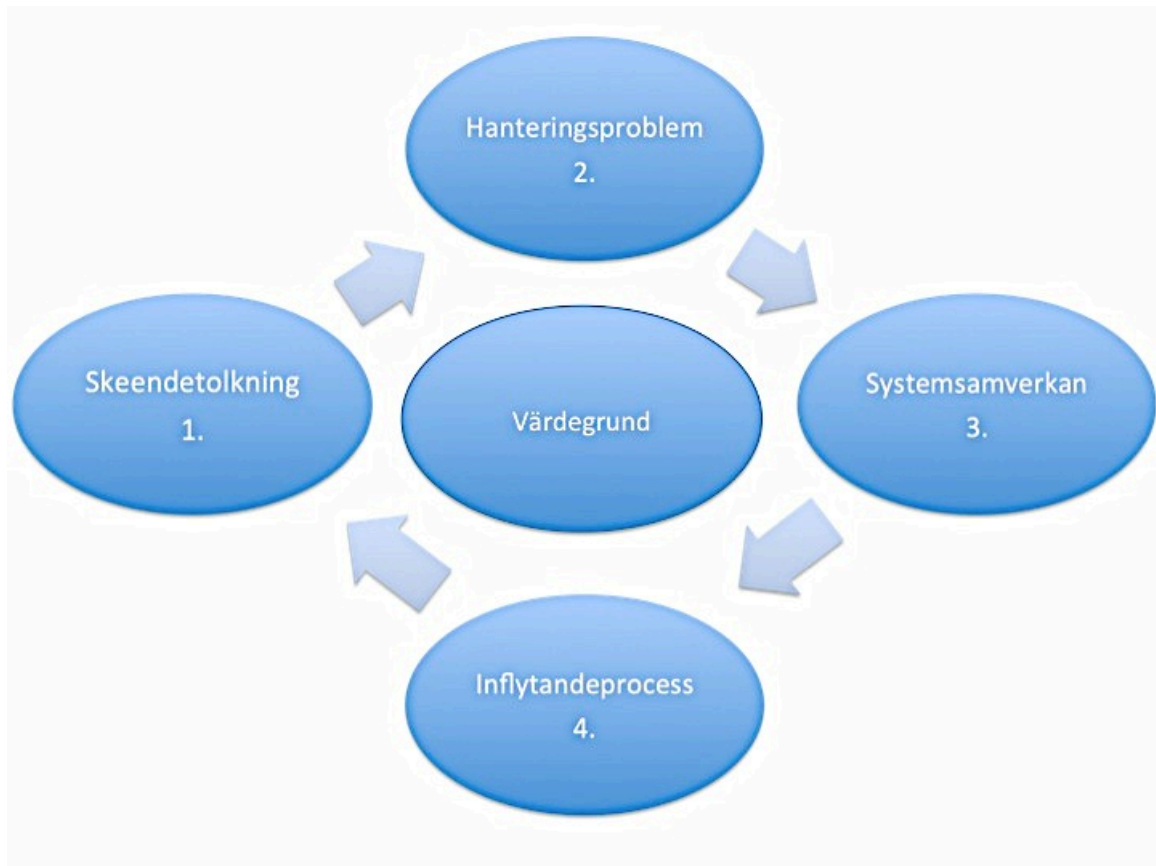 Hanteringsproblem
2.
Skeendetolkning
1.
Värdegrund
Systemsamverkan
3.
Inflytandeprocess
4.